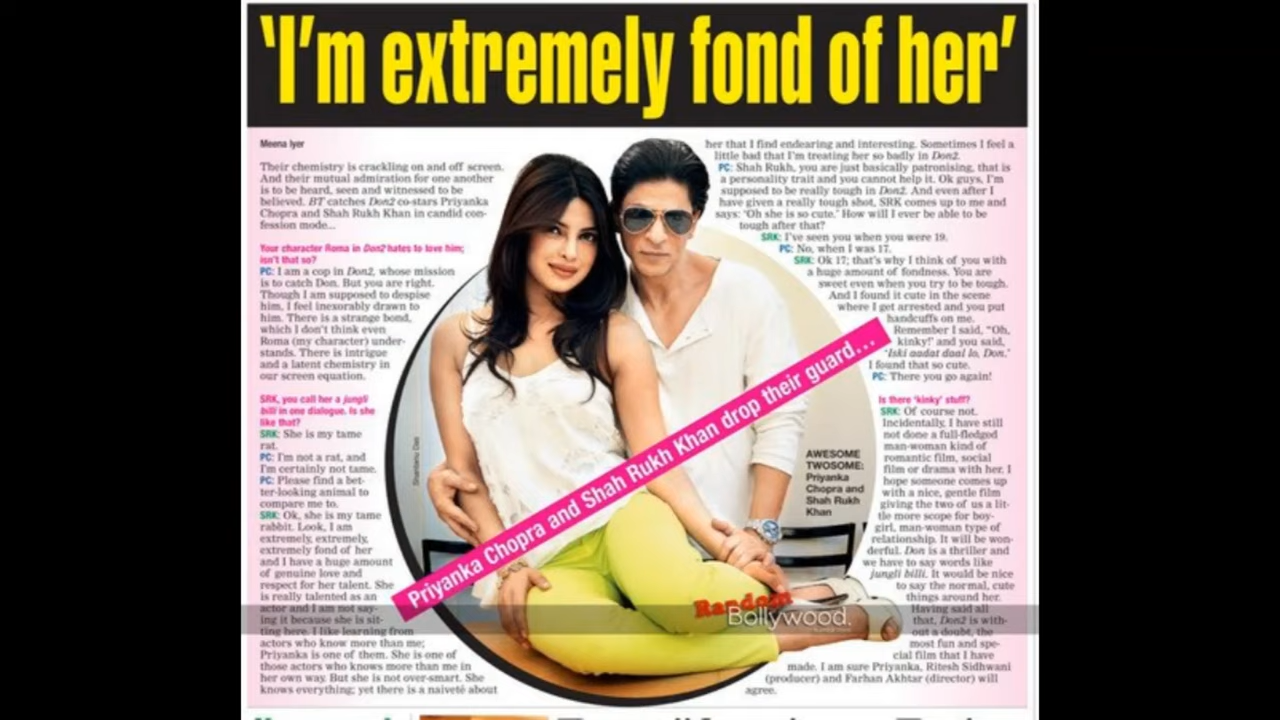 ‘I’m extremely fond of her’
Meena Iyer
Their chemistry is crackling on and off screen.
And their mutual admiration for one another
is to be heard, seen and witnessed to be
believed. BT catches Don2 co-stars Priyanka
Chopra and Shah Rukh Khan in candid con-
fession mode...
Your character Roma in Don2 hates to love him;
isn't that so?
PC: I am a cop in Don2, whose mission
is to catch Don. But you are right.
Though I am supposed to despise
him, I feel inexorably drawn to
him. There is a strange bond,
which I don't think even
Roma (my character) under-
stands. There is intrigue
and a latent chemistry in
our screen equation.
SRK, you call her a jungli
billi in one dialogue. Is she
like that?
SRK: She is my tame
rat.
PC: I'm not a rat, and
I'm certainly not tame.
PC: Please find a bet-
ter-looking animal to
compare me to.
SRK: Ok, she is my tame
rabbit. Look, I am
extremely, extremely,
extremely fond of her
and I have a huge amount
of genuine love and
respect for her talent. She
is really talented as an
actor and I am not say-
ing it because she is sit-
ting here. I like learning from
actors who know more than me;
Priyanka is one of them. She is one of
those actors who knows more than me in
her own way. But she is not over-smart. She
knows everything; yet there is a naiveté about
her that I find endearing and interesting. Sometimes I feel a
little bad that I'm treating her so badly in Don2.
PC: Shah Rukh, you are just basically patronising, that is
a personality trait and you cannot help it. Ok guys, I'm
supposed to be really tough in Don2. And even after I
have given a really tough shot, SRK comes up to me and
says: 'Oh she is so cute.' How will I ever be able to be
tough after that?
SRK: I've seen you when you were 19.
PC: No, when I was 17.
SRK: Ok 17; that's why I think of you with
a huge amount of fondness. You are
sweet even when you try to be tough.
And I found it cute in the scene
where I get arrested and you put
handcuffs on me.
Remember I said, "Oh,
kinky!' and you said,
'Iski aadat daal lo, Don.'
I found that so cute.
PC: There you go again!
Is there 'kinky' stuff?
SRK: Of course not.
Incidentally, I have still
not done a full-fledged
man-woman kind of
romantic film, social
film or drama with her. I
hope someone comes up
with a nice, gentle film
giving the two of us a lit-
tle more scope for boy-
girl, man-woman type of
relationship. It will be won-
derful. Don is a thriller and
we have to say words like
jungli billi. It would be nice
to say the normal, cute
things around her.
Having said all
that, Don2 is with-
out a doubt, the
most fun and spe-
cial film that I have
made. I am sure Priyanka, Ritesh Sidhwani
(producer) and Farhan Akhtar (director) will
agree.
Priyanka Chopra and Shah Rukh Khan drop their guard...
AWESOME
TWOSOME:
Priyanka
Chopra and
Shah Rukh
Khan
Random
Bollywood.